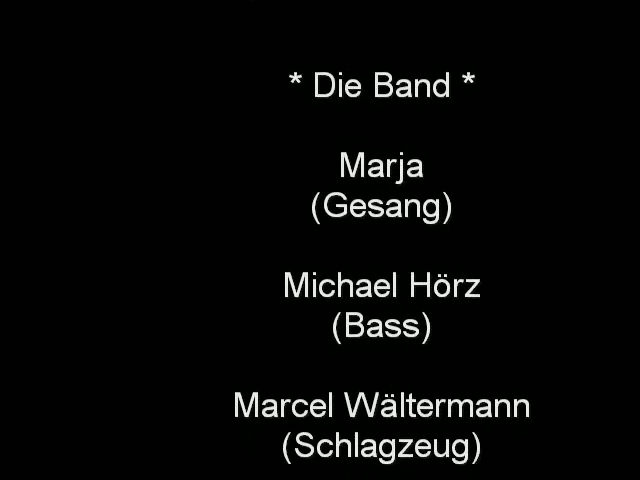 * Die Band *
Marja
(Gesang)
Michael Hörz
(Bass)
Marcel Wältermann
(Schlagzeug)